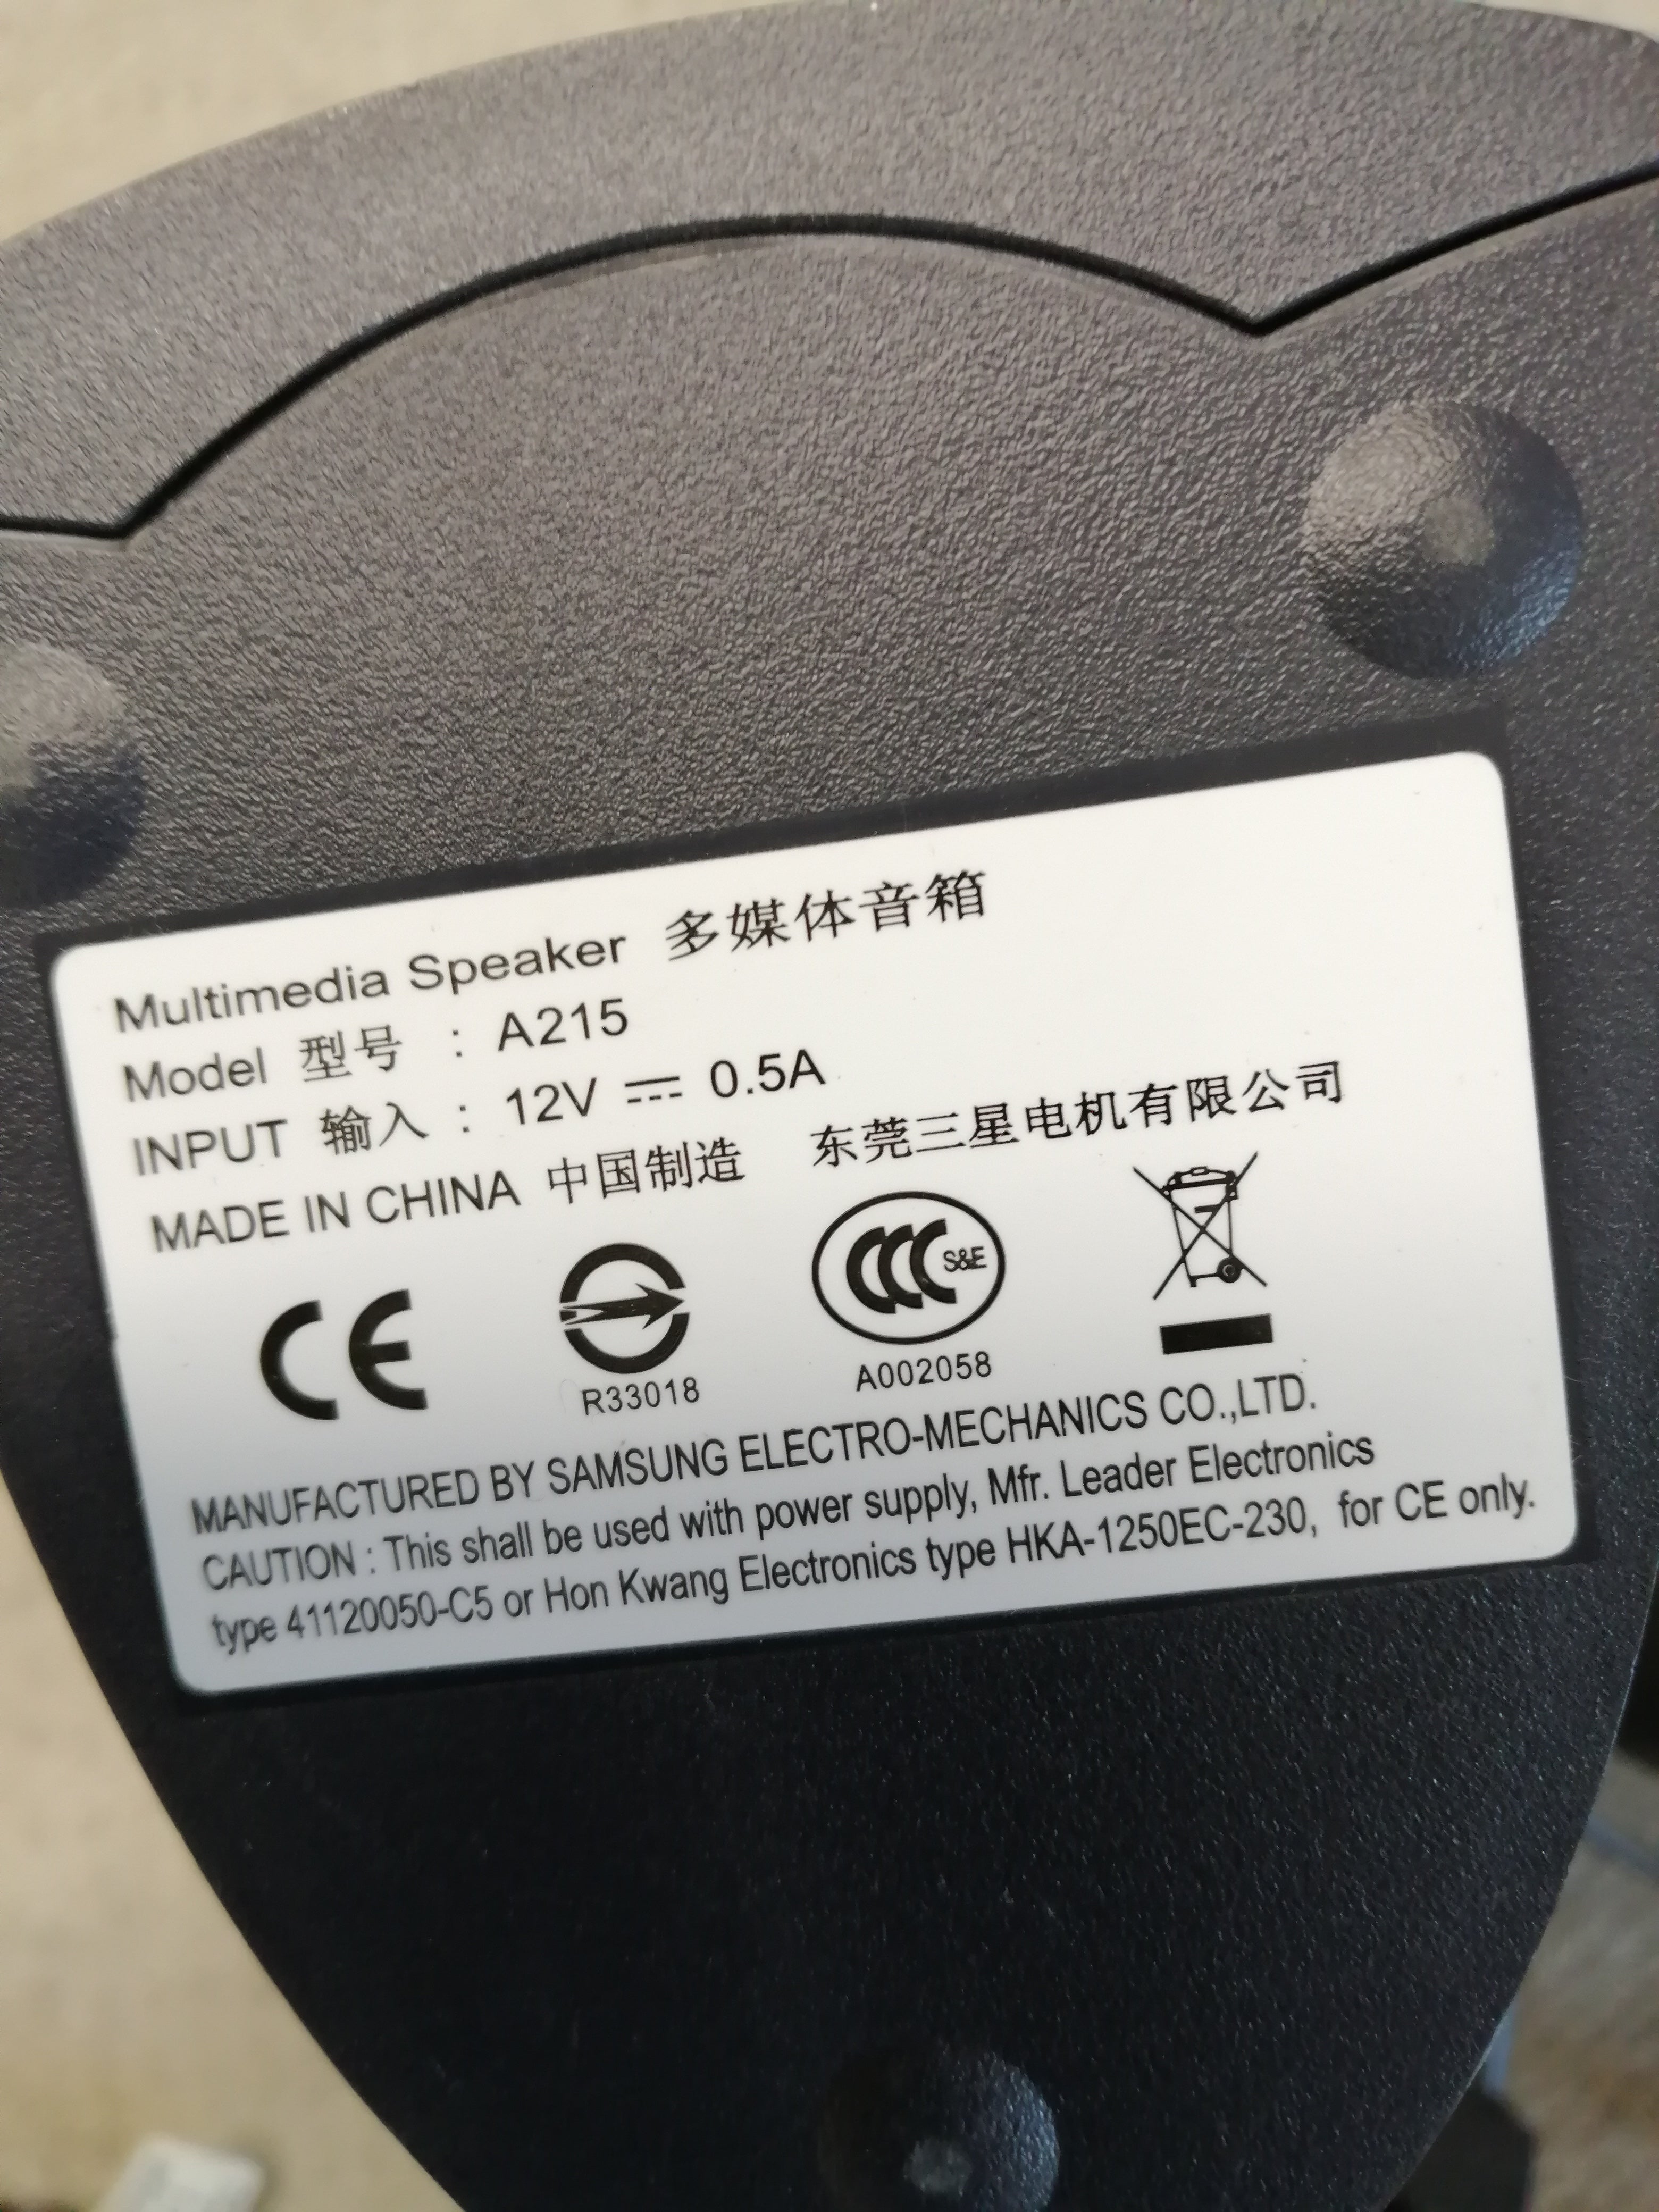 Multimedia Speaker 多媒体音箱
Model 型号 : A215
INPUT 输入 : 12V ⎓ 0.5A
MADE IN CHINA 中国制造 东莞三星电机有限公司
CE
CCC S&E
R33018
A002058
MANUFACTURED BY SAMSUNG ELECTRO-MECHANICS CO.,LTD.
CAUTION : This shall be used with power supply, Mfr. Leader Electronics
type 41120050-C5 or Hon Kwang Electronics type HKA-1250EC-230, for CE only.